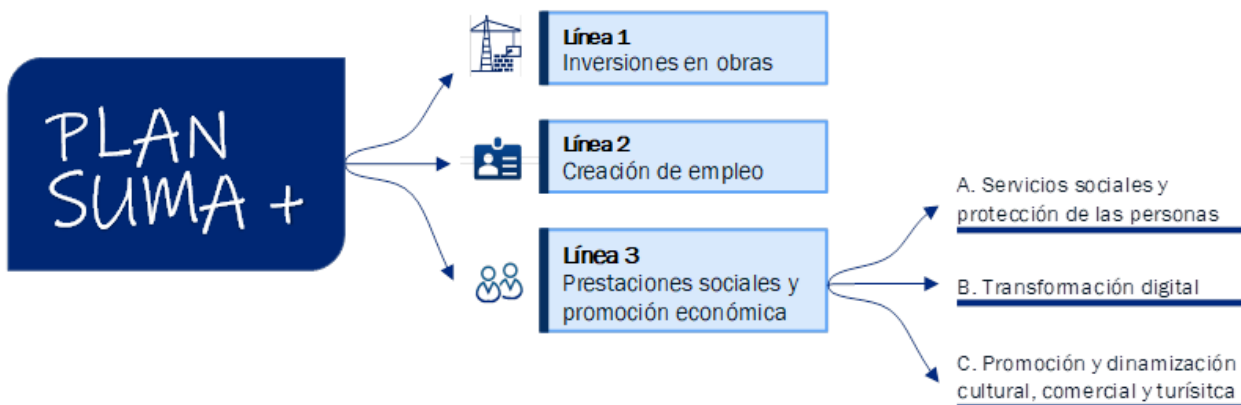 PLAN
SUMA +
Línea 1
Inversiones en obras
Línea 2
Creación de empleo
Línea 3
Prestaciones sociales y
promoción económica
A. Servicios sociales y
protección de las personas
B. Transformación digital
C. Promoción y dinamización
cultural, comercial y turísitca